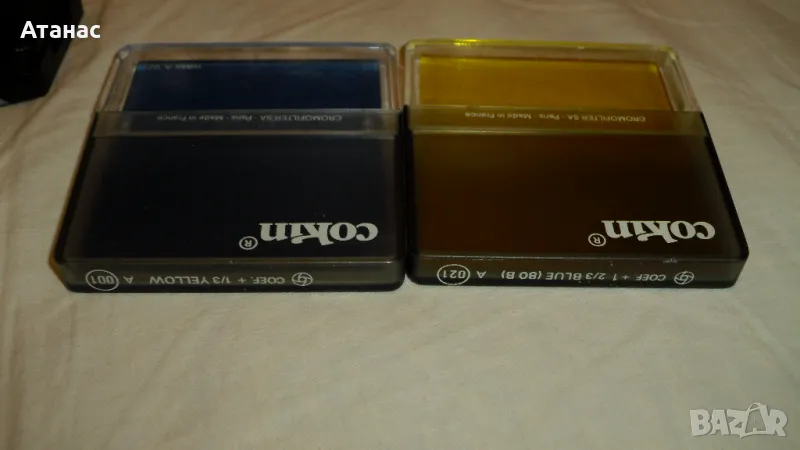 Атанас
CROMOFILTER SA - Paris - Made in France
cokin®
COEF. + 1/3 YELLOW A 001
CROMOFILTER SA - Paris - Made in France
cokin®
COEF. + 1 2/3 BLUE (80 B) A 021
BAZAR